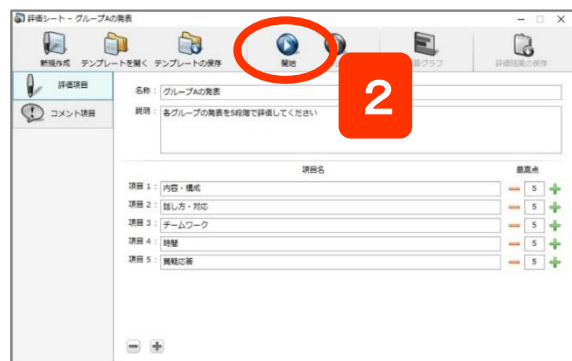 評価シート - グループAの発表
新規作成 テンプレートを開く テンプレートの保存 開始 評価結果の保存
評価項目
コメント項目
名称: グループAの発表
説明: 各グループの発表を5段階で評価してください
2
項目名 最高点
項目 1: 内容・構成 5
項目 2: 話し方・対応 5
項目 3: チームワーク 5
項目 4: 時間 5
項目 5: 質疑応答 5